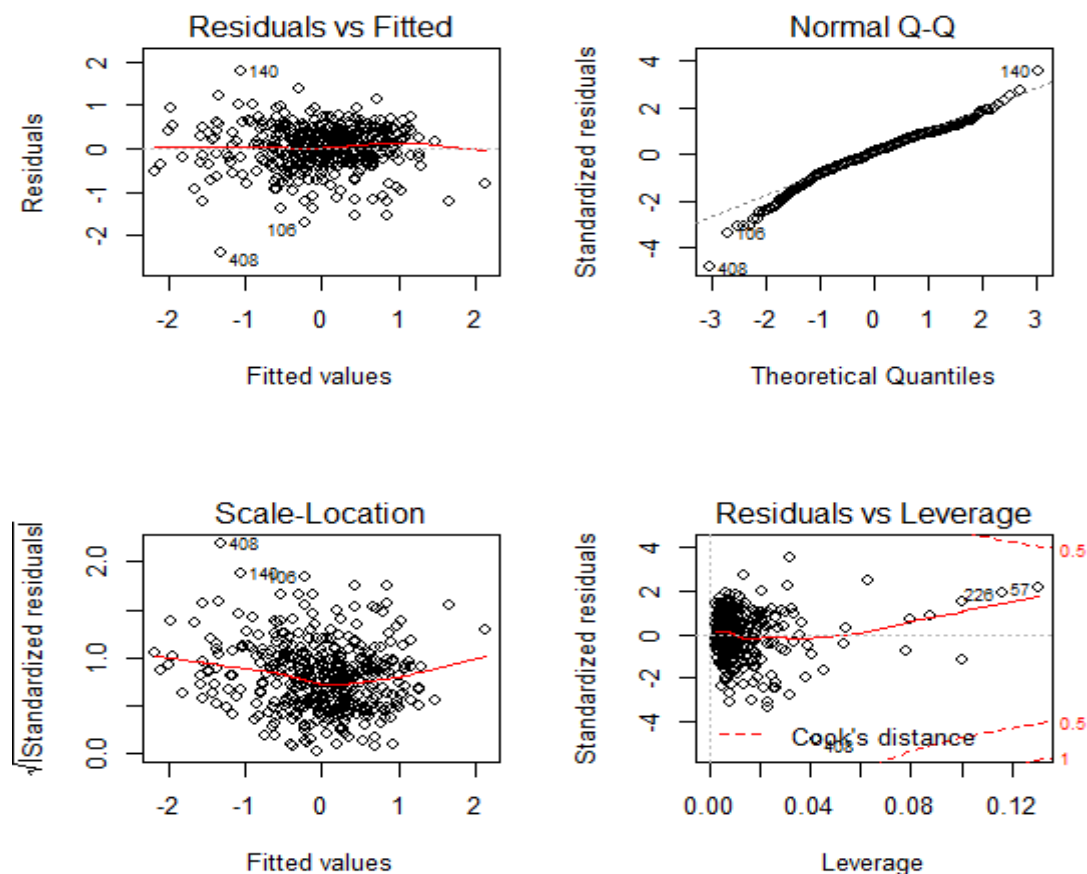 Residuals vs Fitted
Residuals
2
1
0
-1
-2
140
106
408
-2 -1 0 1 2
Fitted values
Normal Q-Q
Standardized residuals
4
2
0
-2
-4
140
106
408
-3 -2 -1 0 1 2 3
Theoretical Quantiles
Scale-Location
√|Standardized residuals|
2.0
1.0
0.0
408
140
106
-2 -1 0 1 2
Fitted values
Residuals vs Leverage
Standardized residuals
4
2
0
-2
-4
0.5
226 57
Cook's distance
408
0.5
1
0.00 0.04 0.08 0.12
Leverage